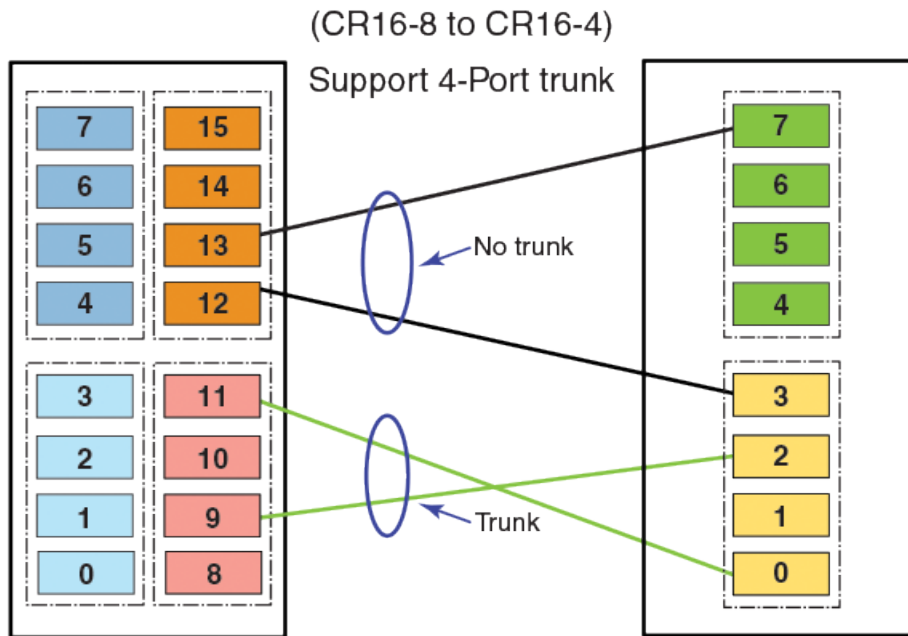 (CR16-8 to CR16-4)
Support 4-Port trunk
7 15 7
6 14 6
5 13 5
No trunk
4 12 4
3 11 3
2 10 2
1 9 1
Trunk
0 8 0